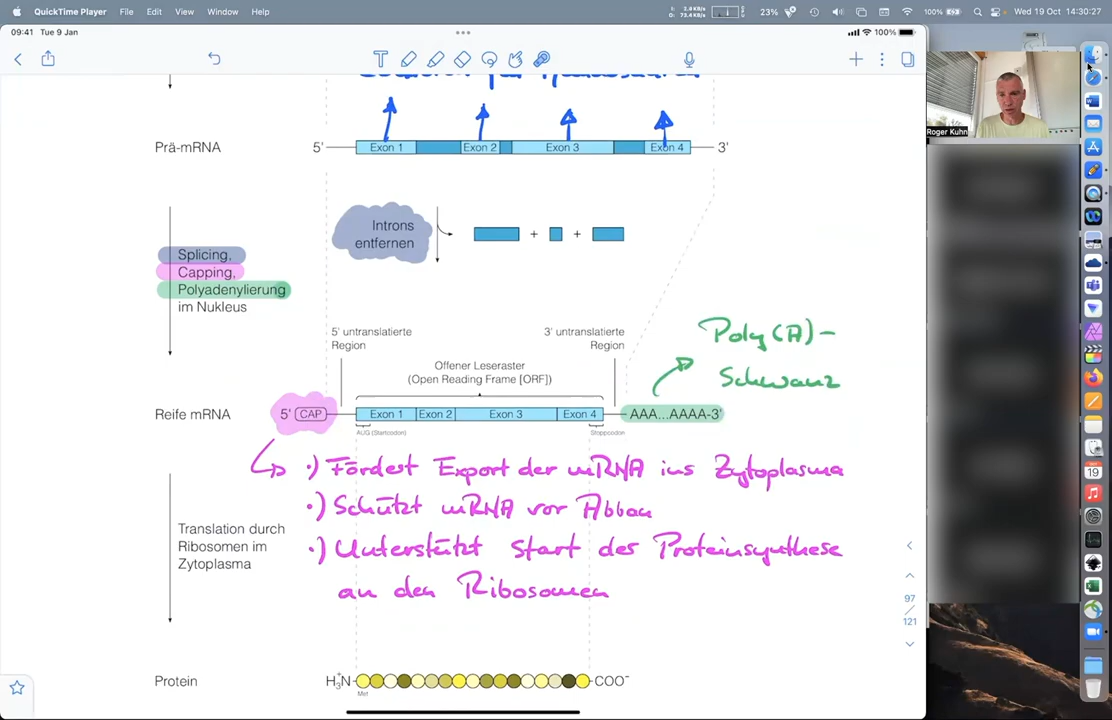 QuickTime Player File Edit View Window Help
23% 100% Wed 19 Oct 14:30:27
09:41 Tue 9 Jan
100%
Prä-mRNA 5' Exon 1 Exon 2 Exon 3 Exon 4 3'
Introns
entfernen
+ +
Splicing,
Capping,
Polyadenylierung
im Nukleus
5' untranslatierte
Region
3' untranslatierte
Region
Offener Leseraster
(Open Reading Frame [ORF])
Poly(A)-
Schwanz
Reife mRNA 5' CAP Exon 1 Exon 2 Exon 3 Exon 4 AAA...AAAA-3'
AUG (Startcodon) Stoppcodon
·) Fördert Export der mRNA ins Zytoplasma
·) Schützt mRNA vor Abbau
·) Unterstützt Start der Proteinsynthese
an den Ribosomen
Translation durch
Ribosomen im
Zytoplasma
97
/
121
Protein H₃⁺N COO⁻
Met
Roger Kuhn
19